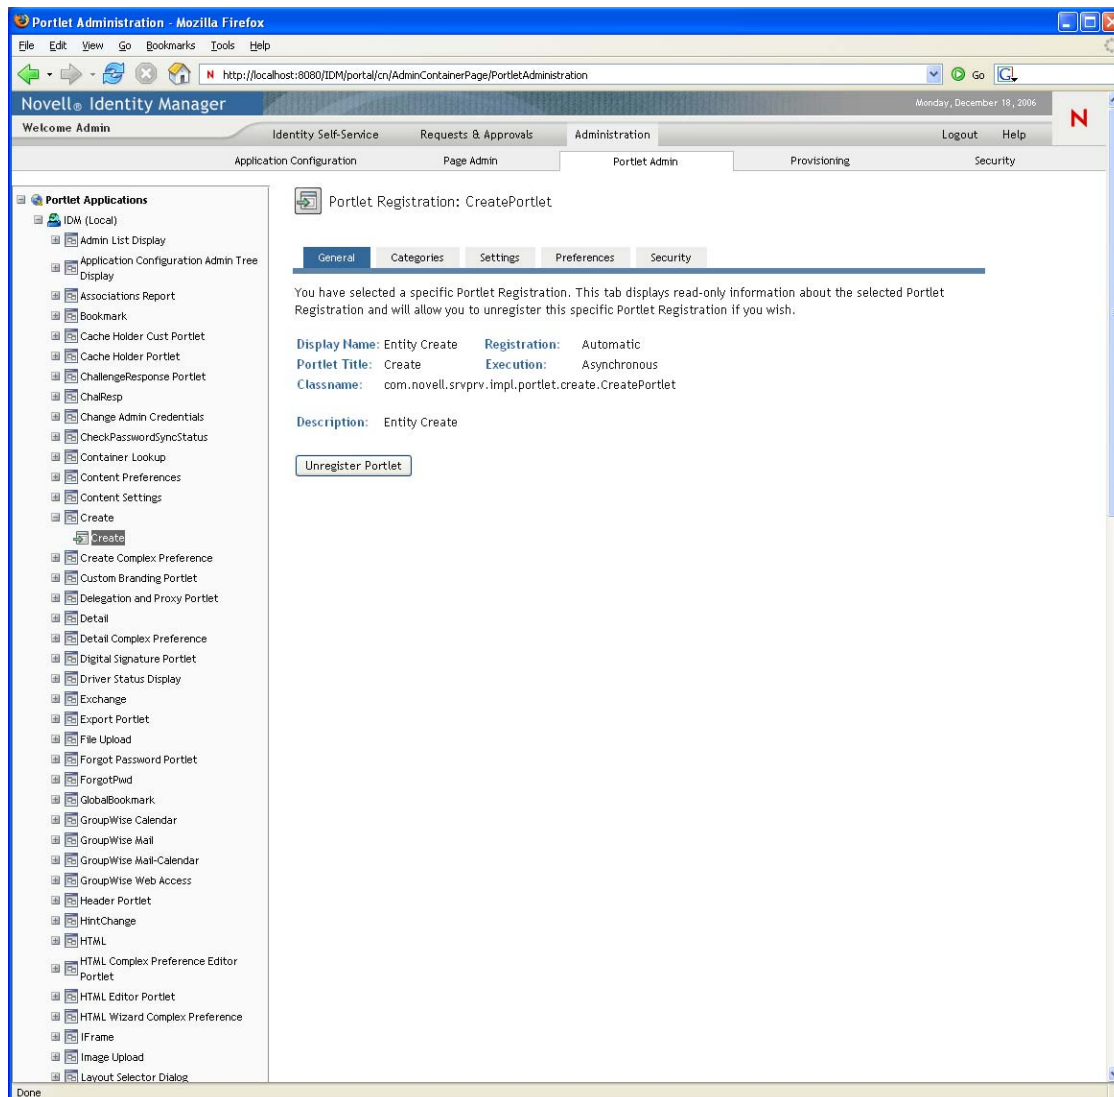 Portlet Administration - Mozilla Firefox
File Edit View Go Bookmarks Tools Help
http://localhost:8080/IDM/portal/cn/AdminContainerPage/PortletAdministration
Go
Novell® Identity Manager
Monday, December 18, 2006
N
Welcome Admin
Identity Self-Service Requests & Approvals Administration Logout Help
Application Configuration Page Admin Portlet Admin Provisioning Security
Portlet Applications
IDM (Local)
Admin List Display
Application Configuration Admin Tree
Display
Associations Report
Bookmark
Cache Holder Cust Portlet
Cache Holder Portlet
ChallengeResponse Portlet
ChalResp
Change Admin Credentials
CheckPasswordSyncStatus
Container Lookup
Content Preferences
Content Settings
Create
Create
Create Complex Preference
Custom Branding Portlet
Delegation and Proxy Portlet
Detail
Detail Complex Preference
Digital Signature Portlet
Driver Status Display
Exchange
Export Portlet
File Upload
Forgot Password Portlet
ForgotPwd
GlobalBookmark
GroupWise Calendar
GroupWise Mail
GroupWise Mail-Calendar
GroupWise Web Access
Header Portlet
HintChange
HTML
HTML Complex Preference Editor
Portlet
HTML Editor Portlet
HTML Wizard Complex Preference
IFrame
Image Upload
Layout Selector Dialog
Portlet Registration: CreatePortlet
General Categories Settings Preferences Security
You have selected a specific Portlet Registration. This tab displays read-only information about the selected Portlet
Registration and will allow you to unregister this specific Portlet Registration if you wish.
Display Name: Entity Create Registration: Automatic
Portlet Title: Create Execution: Asynchronous
Classname: com.novell.srvprv.impl.portlet.create.CreatePortlet
Description: Entity Create
Unregister Portlet
Done